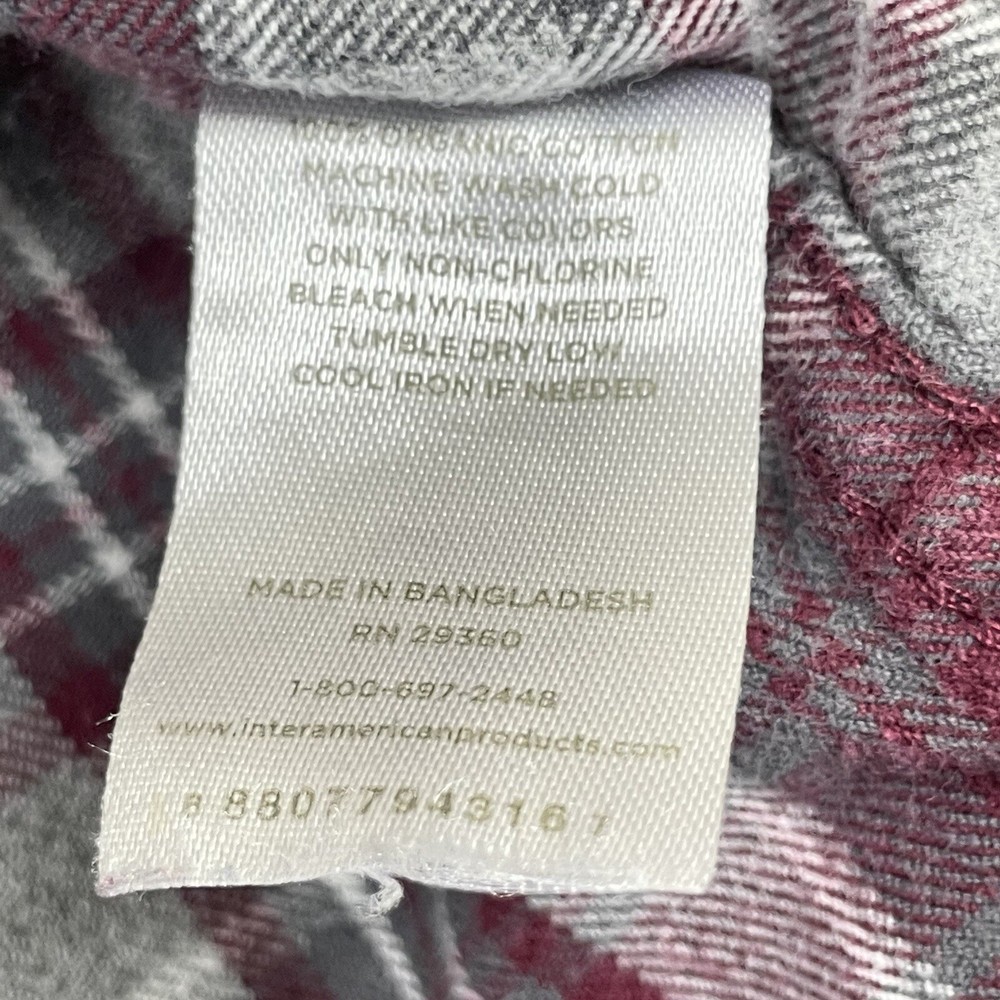 100% ORGANIC COTTON
MACHINE WASH COLD
WITH LIKE COLORS
ONLY NON-CHLORINE
BLEACH WHEN NEEDED
TUMBLE DRY LOW
COOL IRON IF NEEDED
MADE IN BANGLADESH
RN 29360
1-800-697-2448
www.interamericanproducts.com
8 88077 94316 7